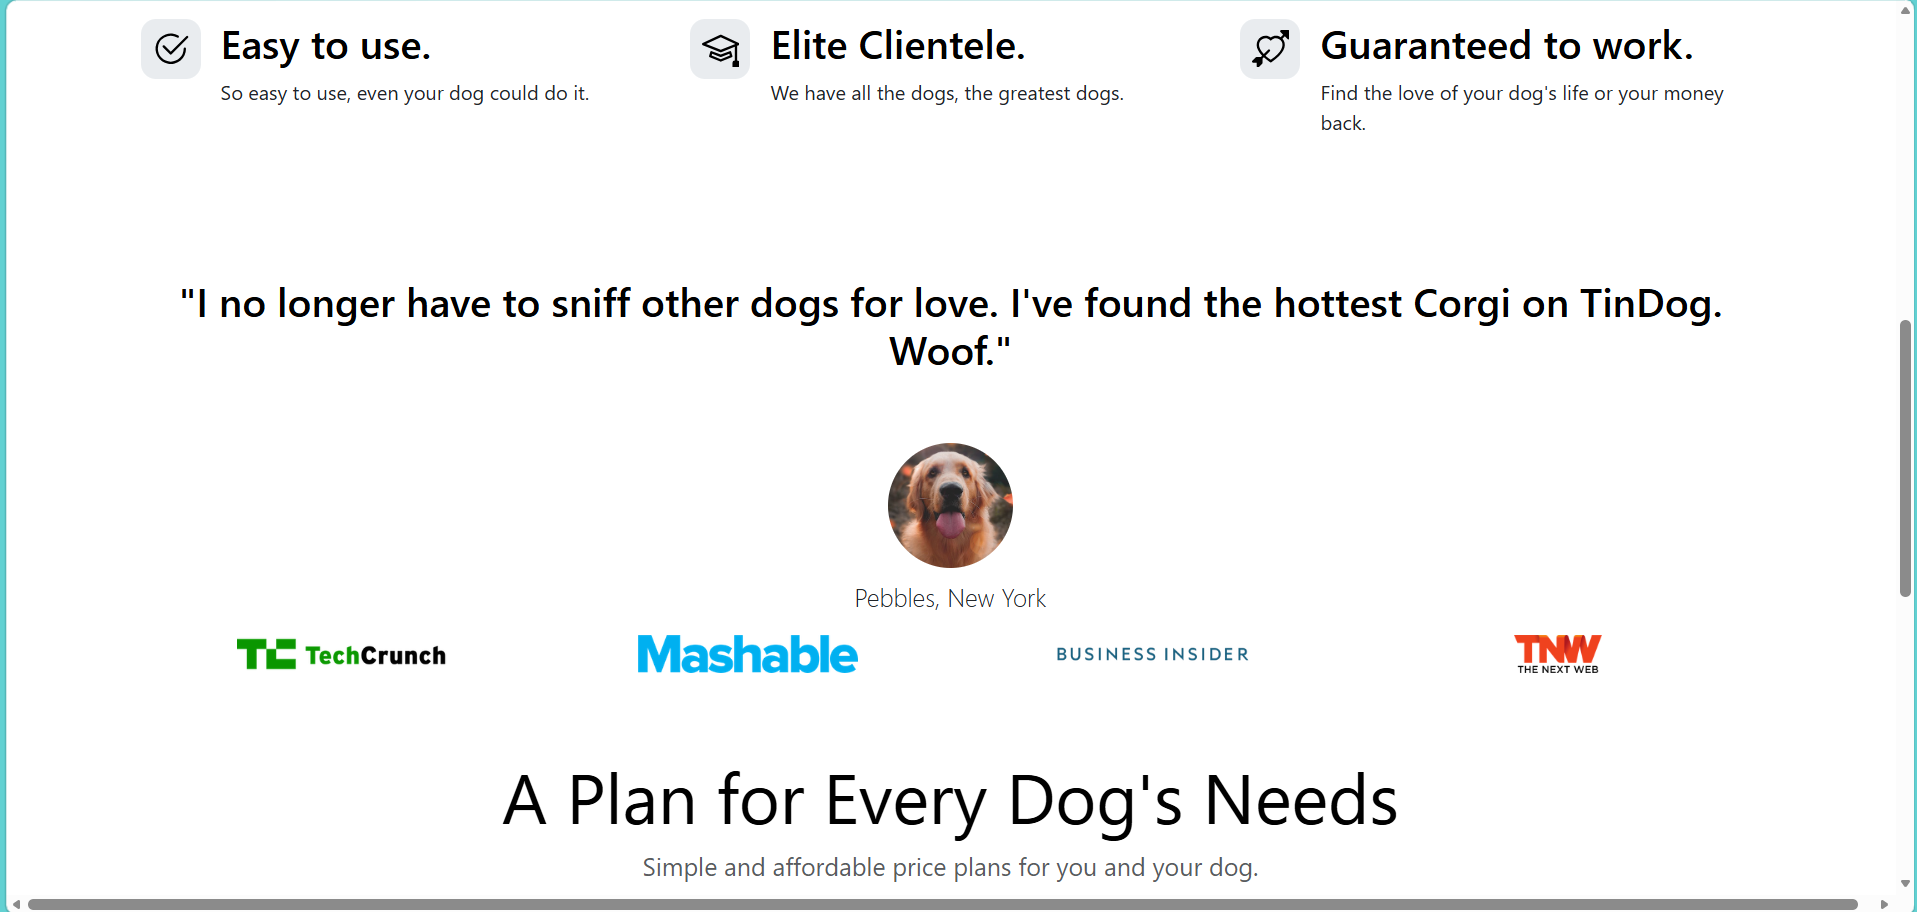 Easy to use.
So easy to use, even your dog could do it.
Elite Clientele.
We have all the dogs, the greatest dogs.
Guaranteed to work.
Find the love of your dog's life or your money
back.
"I no longer have to sniff other dogs for love. I've found the hottest Corgi on TinDog.
Woof."
Pebbles, New York
TC TechCrunch
Mashable
BUSINESS INSIDER
TNW
THE NEXT WEB
A Plan for Every Dog's Needs
Simple and affordable price plans for you and your dog.